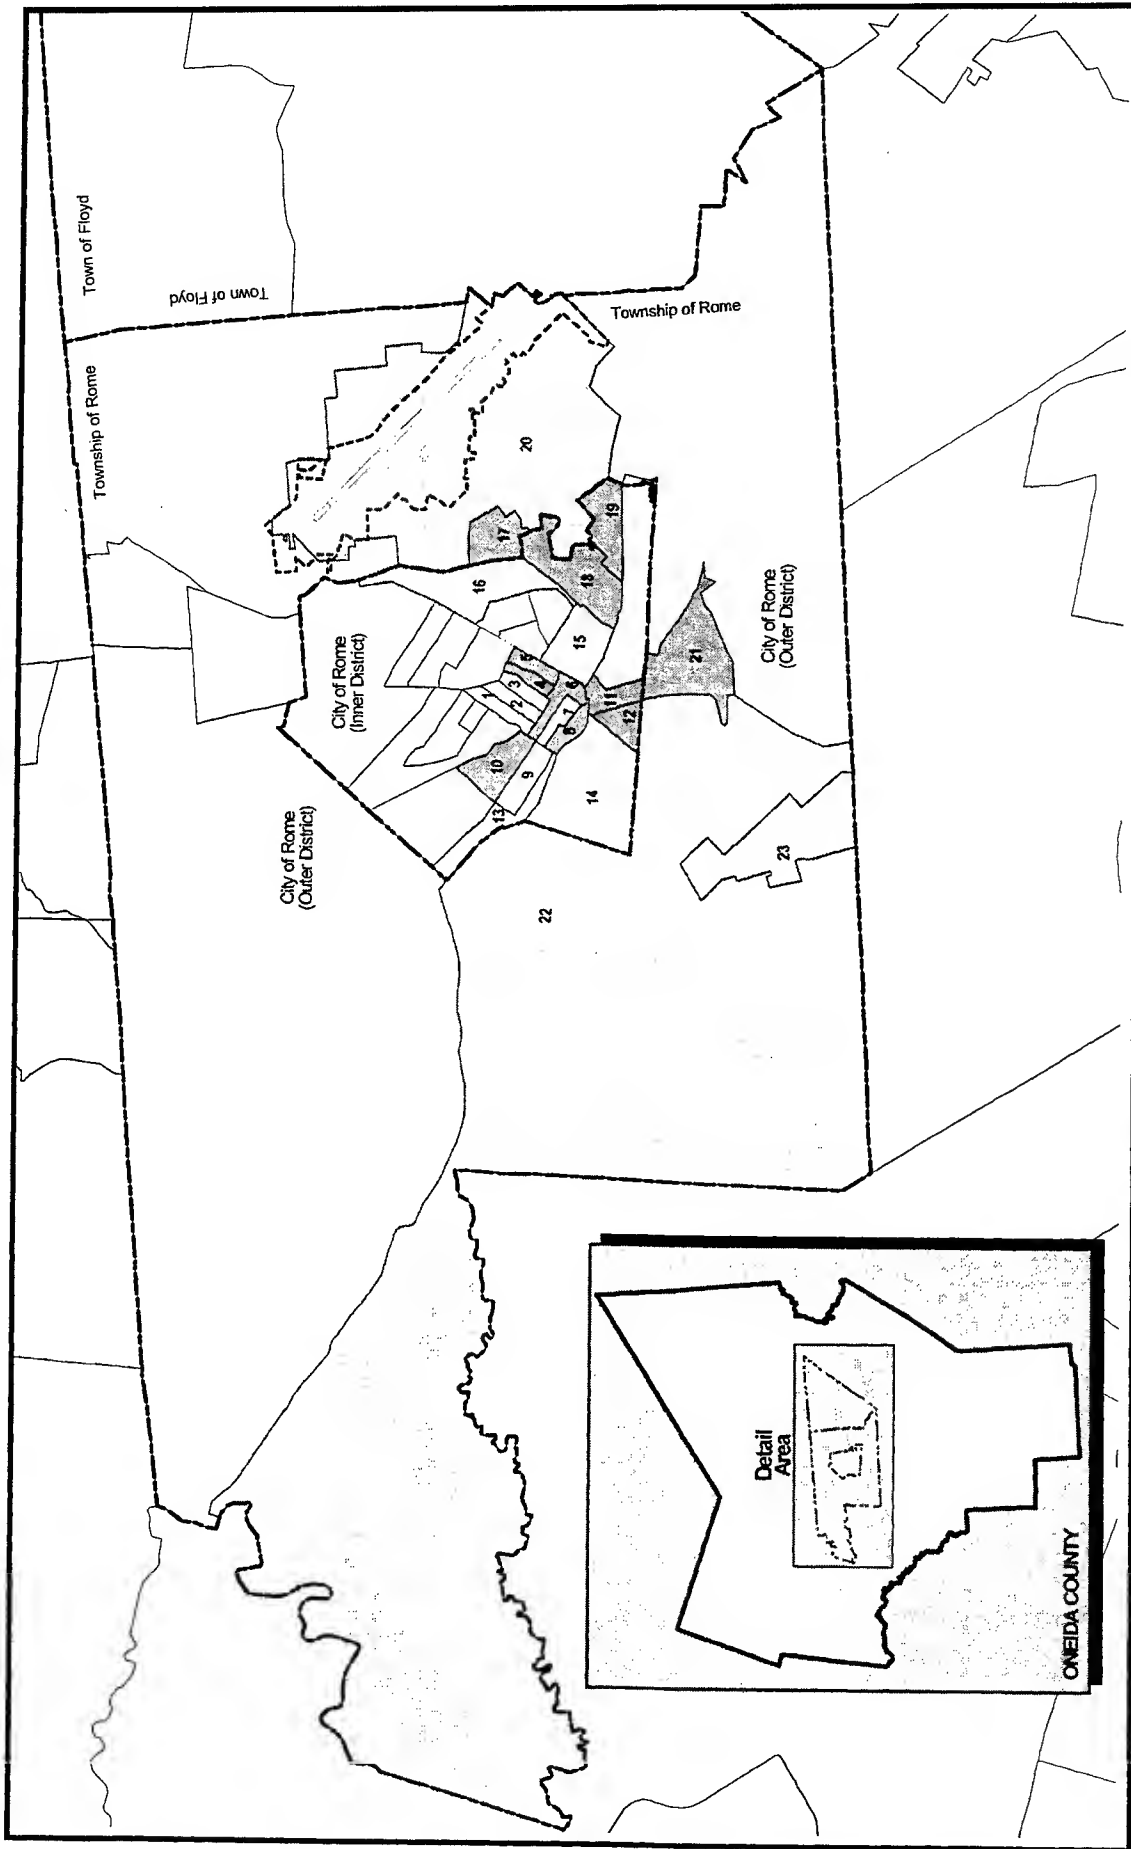 Town of Floyd
Town of Floyd
Township of Rome
Township of Rome
City of Rome
(Inner District)
City of Rome
(Outer District)
City of Rome
(Outer District)
1
2
3
4
5
6
7
8
9
10
11
12
13
14
15
16
17
18
19
20
21
22
23
Detail
Area
ONEIDA COUNTY